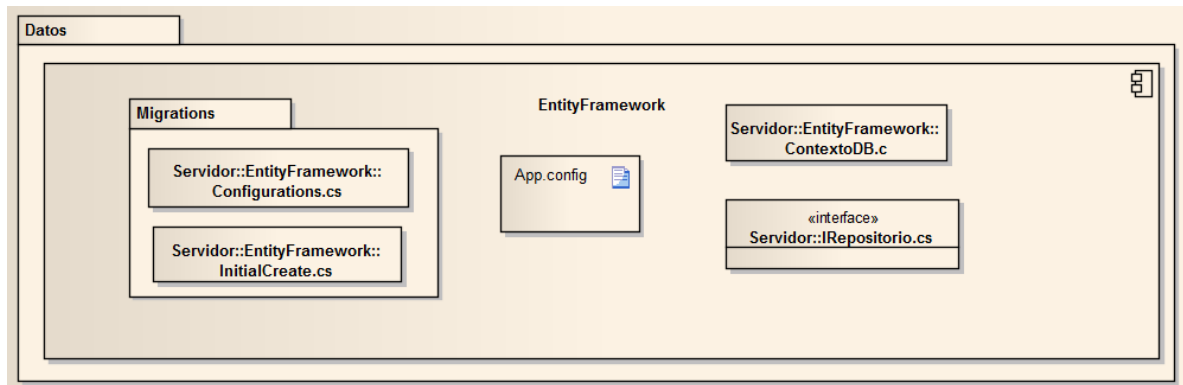 Datos
EntityFramework
Migrations
Servidor::EntityFramework::
Configurations.cs
Servidor::EntityFramework::
InitialCreate.cs
App.config
Servidor::EntityFramework::
ContextoDB.c
«interface»
Servidor::IRepositorio.cs